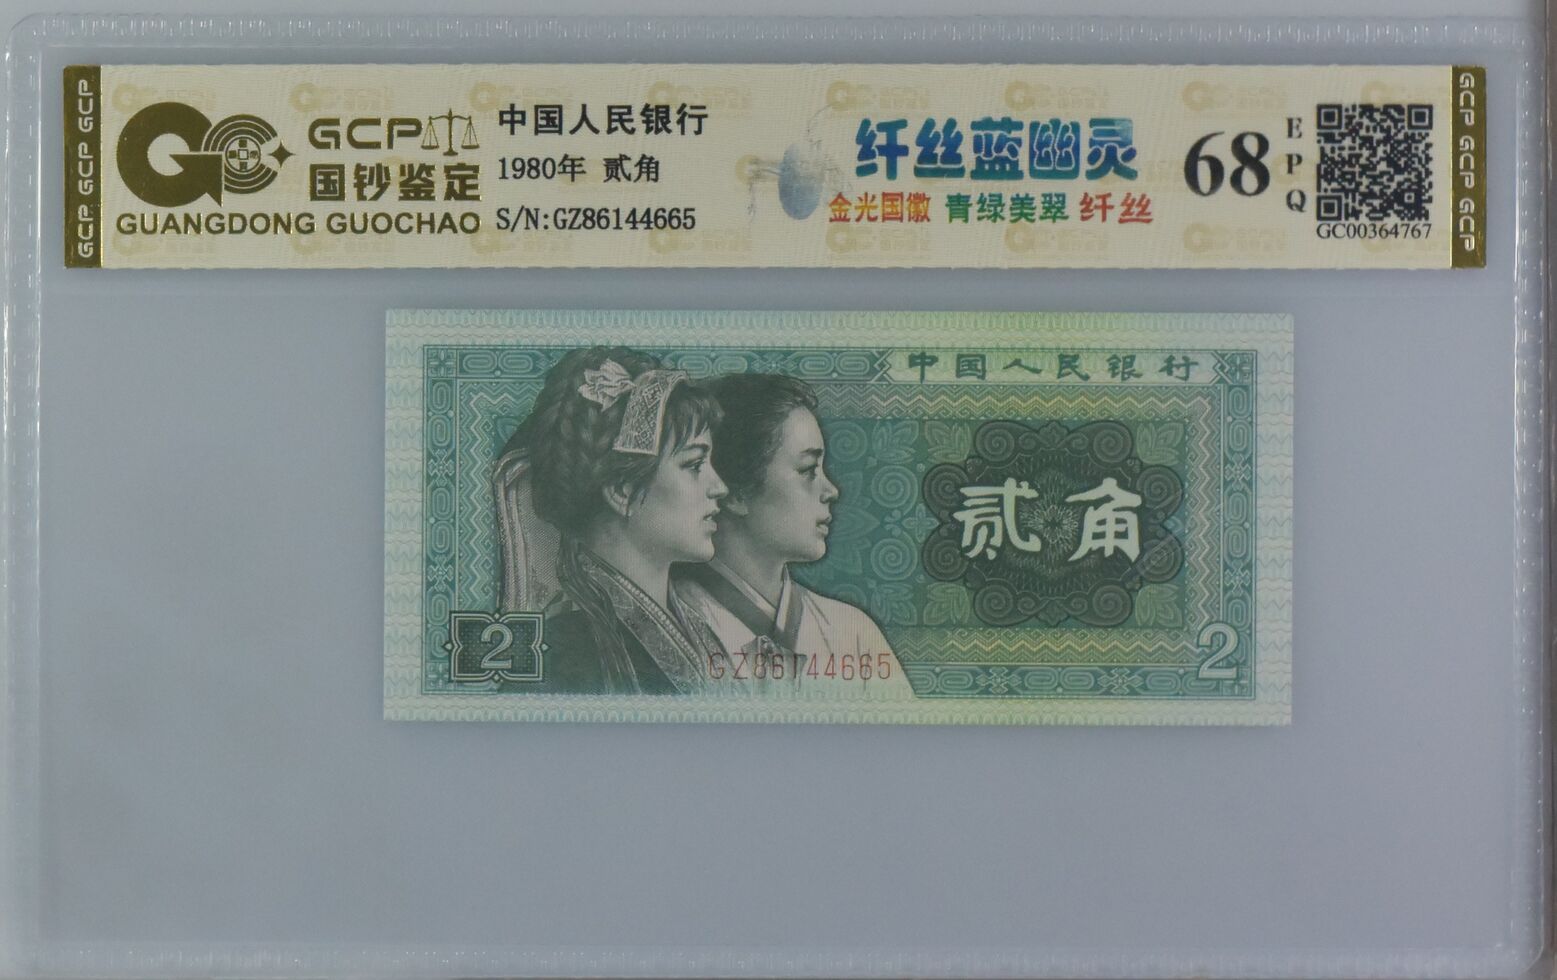 GCP GCP GCP
GCP
国钞鉴定
GUANGDONG GUOCHAO
中国人民银行
1980年 贰角
S/N:GZ86144665
纤丝蓝幽灵
金光国徽 青绿美翠 纤丝
68
EPQ
GC00364767
GCP GCP GCP
中国人民银行
贰角
2
GZ86144665
2